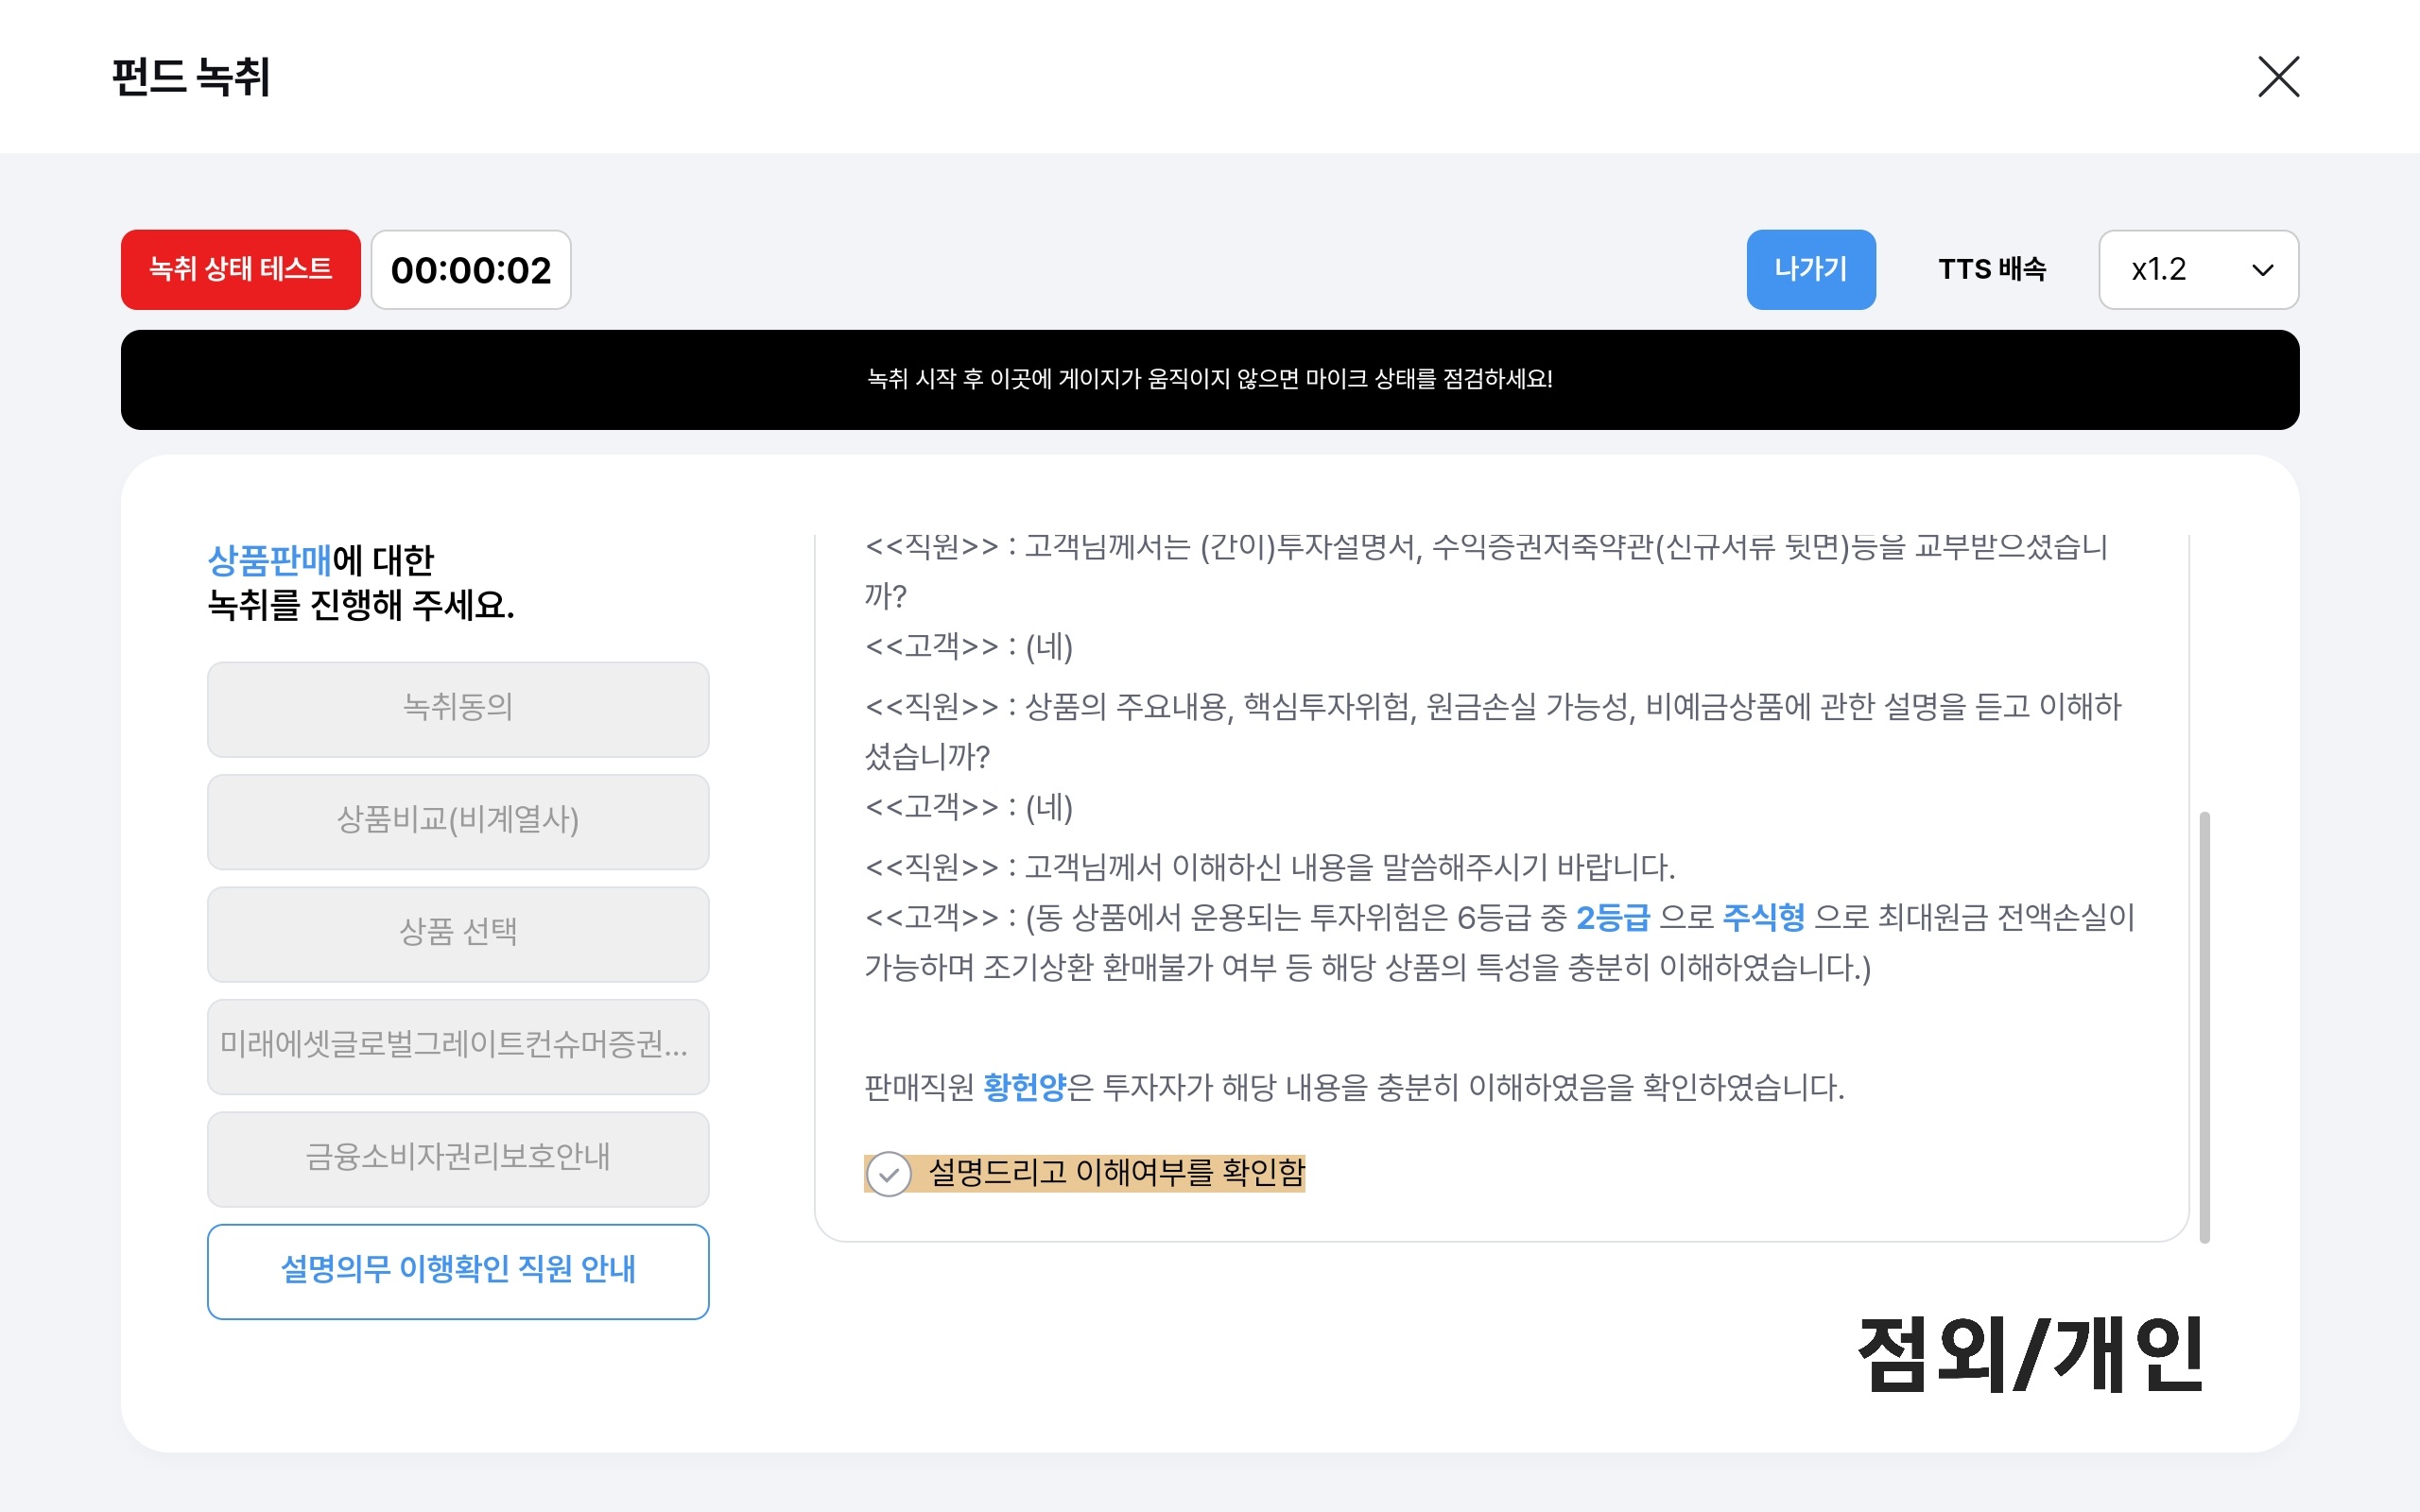 펀드 녹취
녹취 상태 테스트
00:00:02
나가기
TTS 배속
x1.2
녹취 시작 후 이곳에 게이지가 움직이지 않으면 마이크 상태를 점검하세요!
상품판매에 대한
녹취를 진행해 주세요.
녹취동의
상품비교(비계열사)
상품 선택
미래에셋글로벌그레이트컨슈머증권...
금융소비자권리보호안내
설명의무 이행확인 직원 안내
<<직원>> : 고객님께서는 (간이)투자설명서, 수익증권저축약관(신규서류 뒷면)등을 교부받으셨습니
까?
<<고객>> : (네)
<<직원>> : 상품의 주요내용, 핵심투자위험, 원금손실 가능성, 비예금상품에 관한 설명을 듣고 이해하
셨습니까?
<<고객>> : (네)
<<직원>> : 고객님께서 이해하신 내용을 말씀해주시기 바랍니다.
<<고객>> : (동 상품에서 운용되는 투자위험은 6등급 중 2등급 으로 주식형 으로 최대원금 전액손실이
가능하며 조기상환 환매불가 여부 등 해당 상품의 특성을 충분히 이해하였습니다.)
판매직원 황헌양은 투자자가 해당 내용을 충분히 이해하였음을 확인하였습니다.
설명드리고 이해여부를 확인함
점외/개인